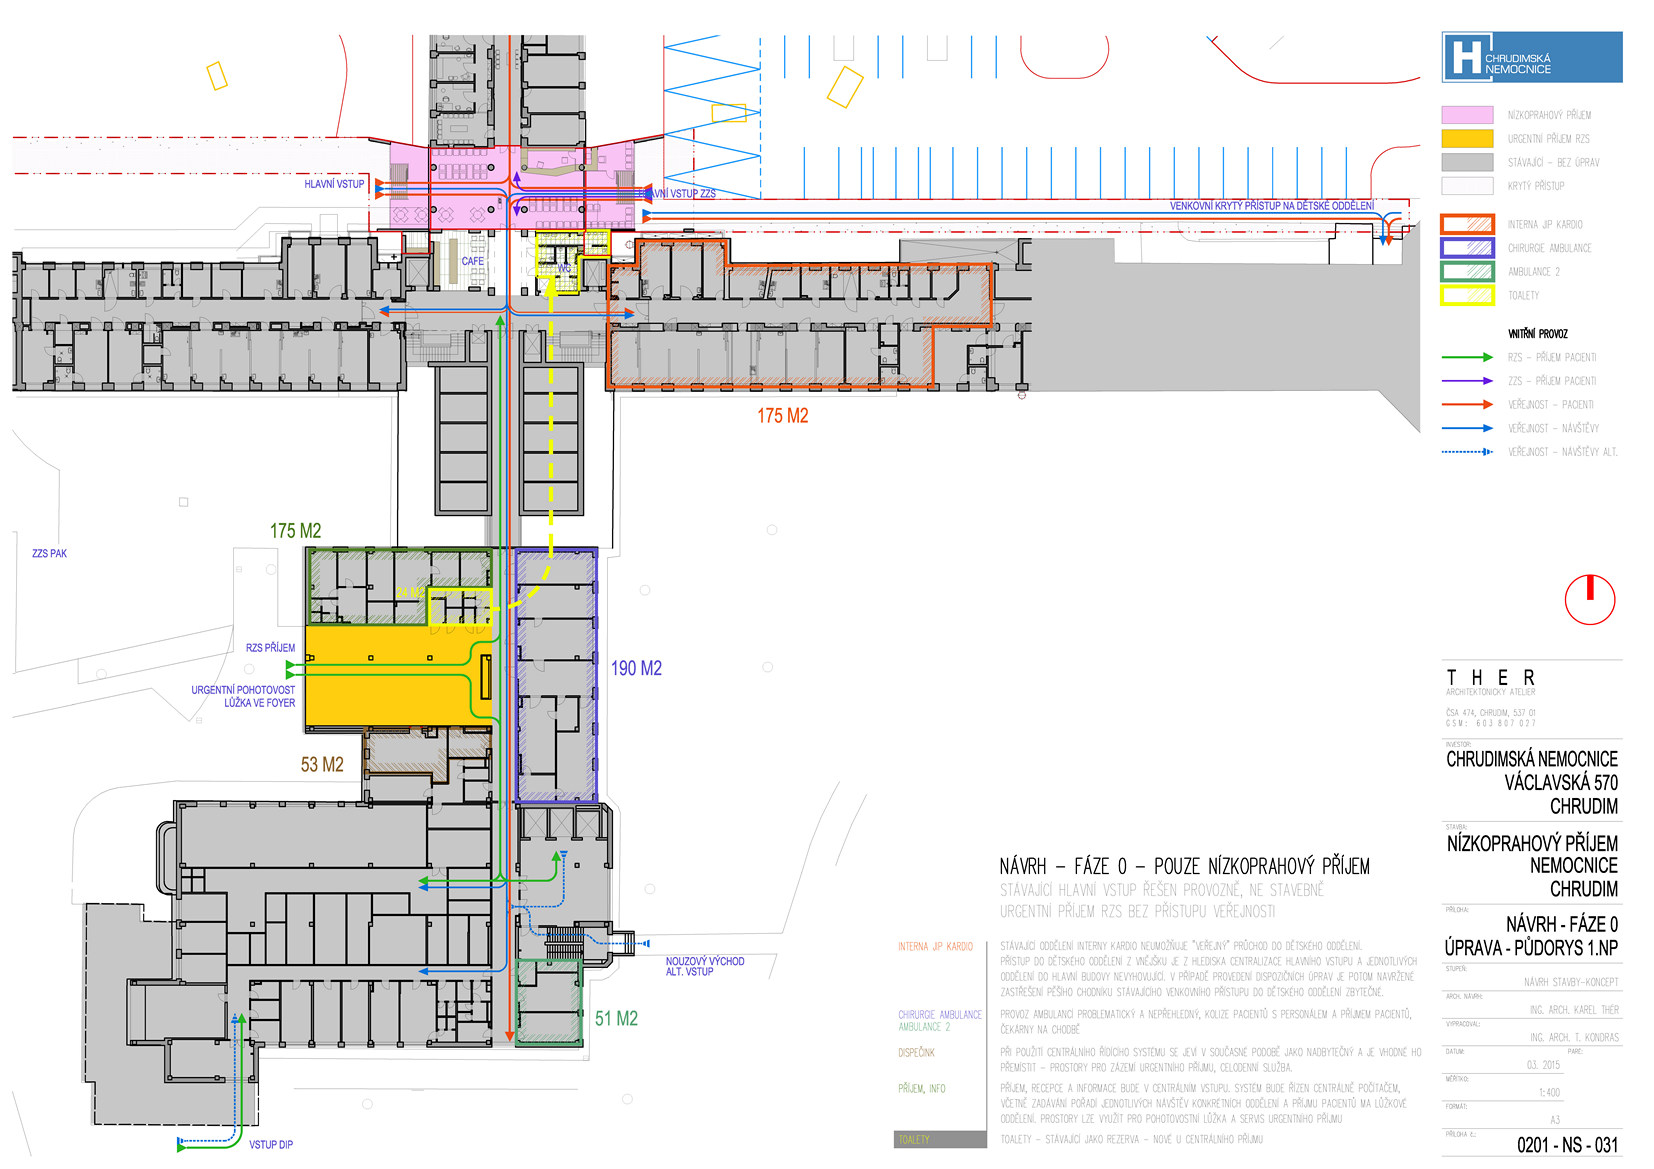 CHRUDIMSKÁ
NEMOCNICE
NÍZKOPRAHOVÝ PŘÍJEM
URGENTNÍ PŘÍJEM RZS
STÁVAJÍCÍ – BEZ ÚPRAV
KRYTÝ PŘÍSTUP
INTERNA JIP KARDIO
CHIRURGIE AMBULANCE
AMBULANCE 2
TOALETY
VNITŘNÍ PROVOZ
RZS – PŘÍJEM PACIENTI
ZZS – PŘÍJEM PACIENTI
VEŘEJNOST – PACIENTI
VEŘEJNOST – NÁVŠTĚVY
VEŘEJNOST – NÁVŠTĚVY ALT.
HLAVNÍ VSTUP
HLAVNÍ VSTUP ZZS
VENKOVNÍ KRYTÝ PŘÍSTUP NA DĚTSKÉ ODDĚLENÍ
CAFE
WC
175 M2
175 M2
ZZS PAK
24 M2
RZS PŘÍJEM
URGENTNÍ POHOTOVOST
LŮŽKA VE FOYER
190 M2
53 M2
NOUZOVÝ VÝCHOD
ALT. VSTUP
51 M2
VSTUP DIP
NÁVRH – FÁZE 0 – POUZE NÍZKOPRAHOVÝ PŘÍJEM
STÁVAJÍCÍ HLAVNÍ VSTUP ŘEŠEN PROVOZNĚ, NE STAVEBNĚ
URGENTNÍ PŘÍJEM RZS BEZ PŘÍSTUPU VEŘEJNOSTI
INTERNA JIP KARDIO
STÁVAJÍCÍ ODDĚLENÍ INTERNY KARDIO NEUMOŽŇUJE "VEŘEJNÝ" PRŮCHOD DO DĚTSKÉHO ODDĚLENÍ.
PŘÍSTUP DO DĚTSKÉHO ODDĚLENÍ Z VNĚJŠKU JE Z HLEDISKA CENTRALIZACE HLAVNÍHO VSTUPU A JEDNOTLIVÝCH
ODDĚLENÍ DO HLAVNÍ BUDOVY NEVYHOVUJÍCÍ. V PŘÍPADĚ PROVEDENÍ DISPOZIČNÍCH ÚPRAV JE POTOM NAVRŽENÉ
ZASTŘEŠENÍ PĚŠÍHO CHODNÍKU STÁVAJÍCÍHO VENKOVNÍHO PŘÍSTUPU DO DĚTSKÉHO ODDĚLENÍ ZBYTEČNÉ.
CHIRURGIE AMBULANCE
AMBULANCE 2
PROVOZ AMBULANCÍ PROBLEMATICKÝ A NEPŘEHLEDNÝ, KOLIZE PACIENTŮ S PERSONÁLEM A PŘÍJMEM PACIENTŮ,
ČEKÁRNY NA CHODBĚ
DISPEČINK
PŘI POUŽITÍ CENTRÁLNÍHO ŘÍDÍCÍHO SYSTÉMU SE JEVÍ V SOUČASNÉ PODOBĚ JAKO NADBYTEČNÝ A JE VHODNÉ HO
PŘEMÍSTIT – PROSTORY PRO ZÁZEMÍ URGENTNÍHO PŘÍJMU, CELODENNÍ SLUŽBA.
PŘÍJEM, INFO
PŘÍJEM, RECEPCE A INFORMACE BUDE V CENTRÁLNÍM VSTUPU. SYSTÉM BUDE ŘÍZEN CENTRÁLNĚ POČÍTAČEM,
VČETNĚ ZADÁVÁNÍ POŘADÍ JEDNOTLIVÝCH NÁVŠTĚV KONKRETNÍCH ODDĚLENÍ A PŘÍJMU PACIENTŮ MA LŮŽKOVÉ
ODDĚLENÍ. PROSTORY LZE VYUŽÍT PRO POHOTOVOSTNÍ LŮŽKA A SERVIS URGENTNÍHO PŘÍJMU
TOALETY
TOALETY – STÁVAJÍCÍ JAKO REZERVA – NOVÉ U CENTRÁLNÍHO PŘÍJMU
T H E R
ARCHITEKTONICKÝ ATELIER
ČSA 474, CHRUDIM, 537 01
GSM: 603 807 027
INVESTOR:
CHRUDIMSKÁ NEMOCNICE
VÁCLAVSKÁ 570
CHRUDIM
STAVBA:
NÍZKOPRAHOVÝ PŘÍJEM
NEMOCNICE
CHRUDIM
PŘÍLOHA:
NÁVRH - FÁZE 0
ÚPRAVA - PŮDORYS 1.NP
STUPEŇ:
NÁVRH STAVBY-KONCEPT
ARCH. NÁVRH:
ING. ARCH. KAREL THÉR
VYPRACOVAL:
ING. ARCH. T. KONDRAS
DATUM:
PARÉ:
03. 2015
MĚŘÍTKO:
1:400
FORMÁT:
A3
PŘÍLOHA Č.:
0201 - NS - 031